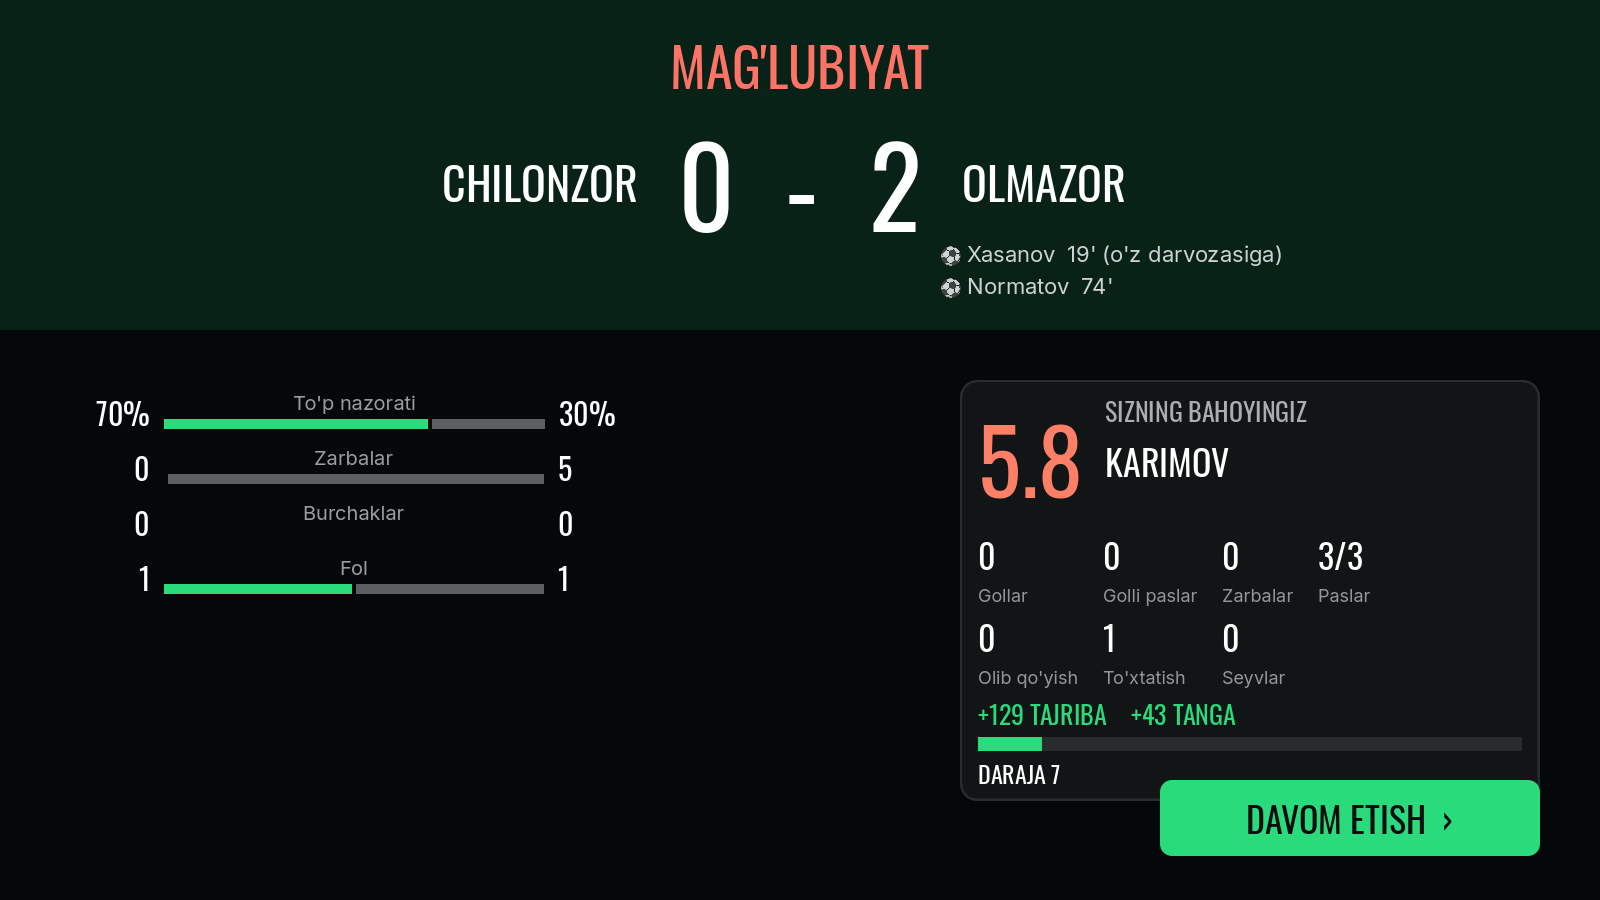 MAG'LUBIYAT
CHILONZOR 0 - 2 OLMAZOR
Xasanov 19' (o'z darvozasiga)
Normatov 74'
70% To'p nazorati 30%
0 Zarbalar 5
0 Burchaklar 0
1 Fol 1
5.8 SIZNING BAHOYINGIZ
KARIMOV
0 0 0 3/3
Gollar Golli paslar Zarbalar Paslar
0 1 0
Olib qo'yish To'xtatish Seyvlar
+129 TAJRIBA +43 TANGA
DARAJA 7
DAVOM ETISH ›